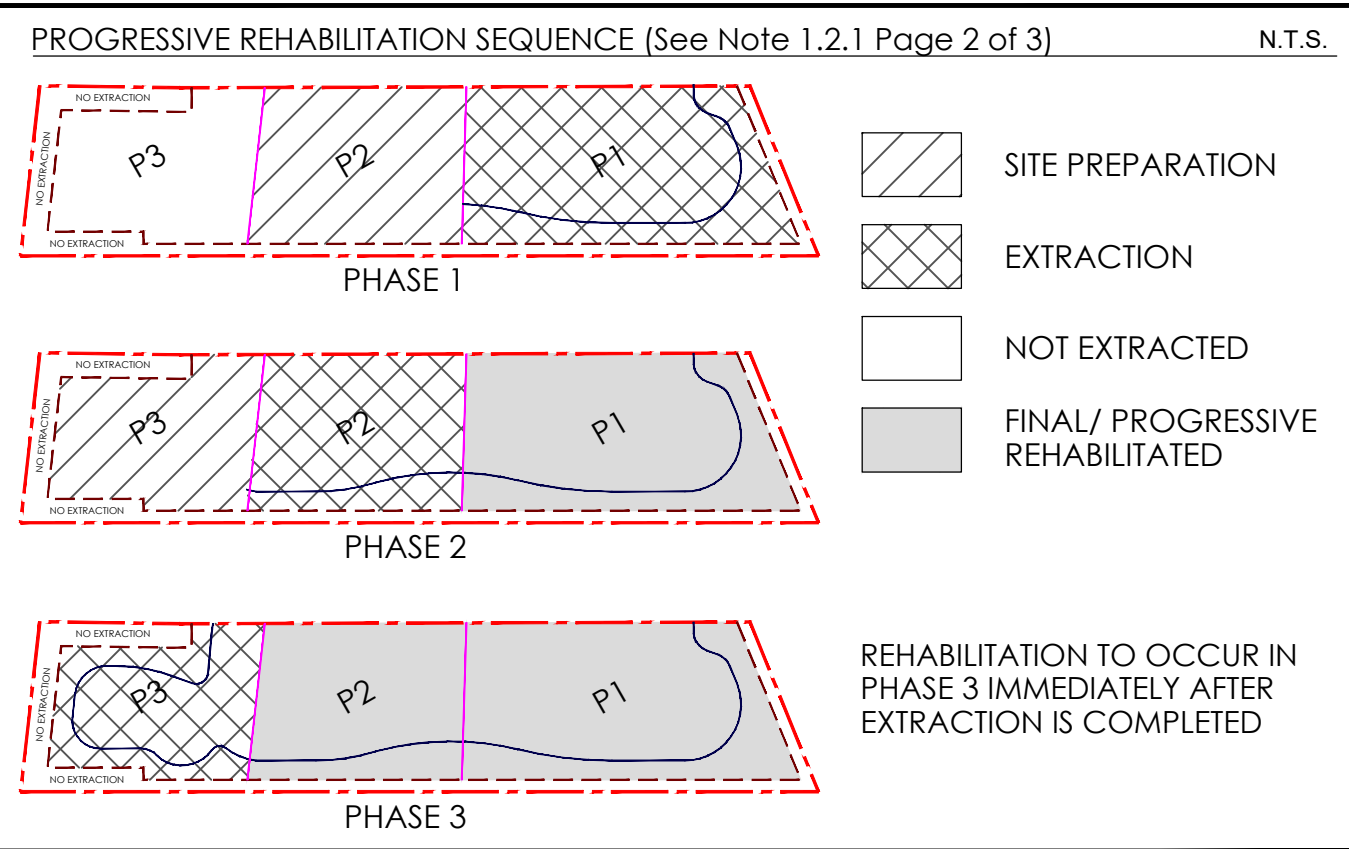 PROGRESSIVE REHABILITATION SEQUENCE (See Note 1.2.1 Page 2 of 3)
N.T.S.
NO EXTRACTION
NO EXTRACTION
P3
P2
P1
NO EXTRACTION
PHASE 1
NO EXTRACTION
NO EXTRACTION
P3
P2
P1
NO EXTRACTION
PHASE 2
NO EXTRACTION
NO EXTRACTION
P3
P2
P1
NO EXTRACTION
PHASE 3
SITE PREPARATION
EXTRACTION
NOT EXTRACTED
FINAL/ PROGRESSIVE
REHABILITATED
REHABILITATION TO OCCUR IN
PHASE 3 IMMEDIATELY AFTER
EXTRACTION IS COMPLETED